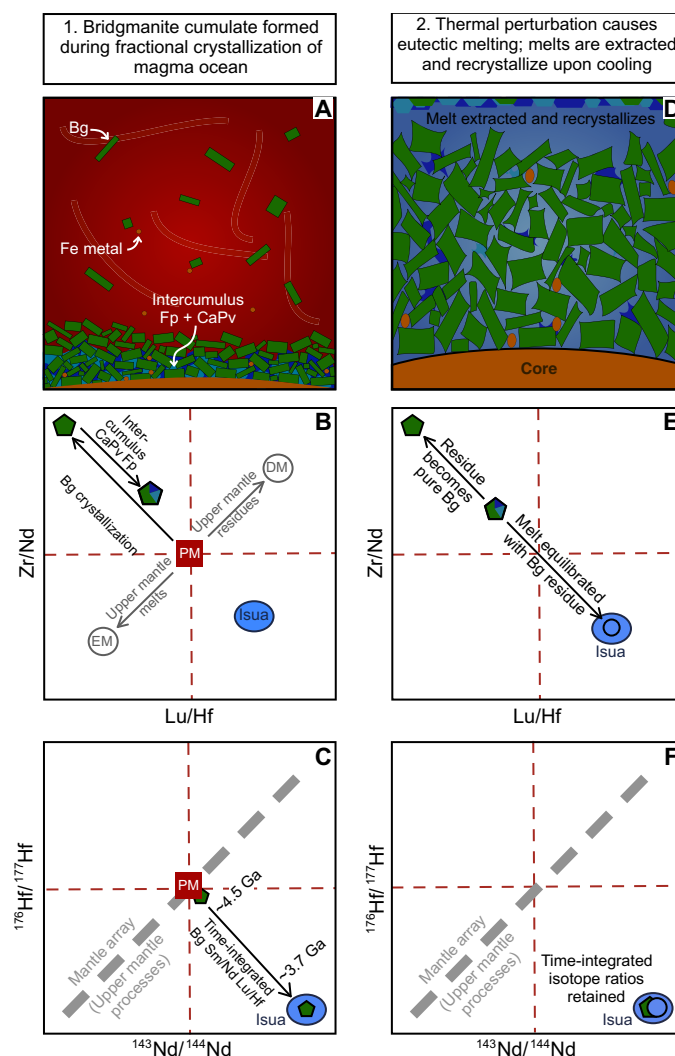 1. Bridgmanite cumulate formed
during fractional crystallization of
magma ocean
2. Thermal perturbation causes
eutectic melting; melts are extracted
and recrystallize upon cooling
A
Bg
Fe metal
Intercumulus
Fp + CaPv
D
Melt extracted and recrystallizes
Core
B
Zr/Nd
Inter-
cumulus
CaPv Fp
Bg crystallization
DM
Upper mantle
residues
PM
Upper mantle
melts
EM
Isua
Lu/Hf
E
Zr/Nd
Residue
becomes
pure Bg
Melt equilibrated
with Bg residue
Isua
Lu/Hf
C
¹⁷⁶Hf/¹⁷⁷Hf
PM
~4.5 Ga
Time-integrated
Bg Sm/Nd Lu/Hf
~3.7 Ga
Mantle array
(Upper mantle
processes)
Isua
¹⁴³Nd/¹⁴⁴Nd
F
¹⁷⁶Hf/¹⁷⁷Hf
Mantle array
(Upper mantle
processes)
Time-integrated
isotope ratios
retained
Isua
¹⁴³Nd/¹⁴⁴Nd